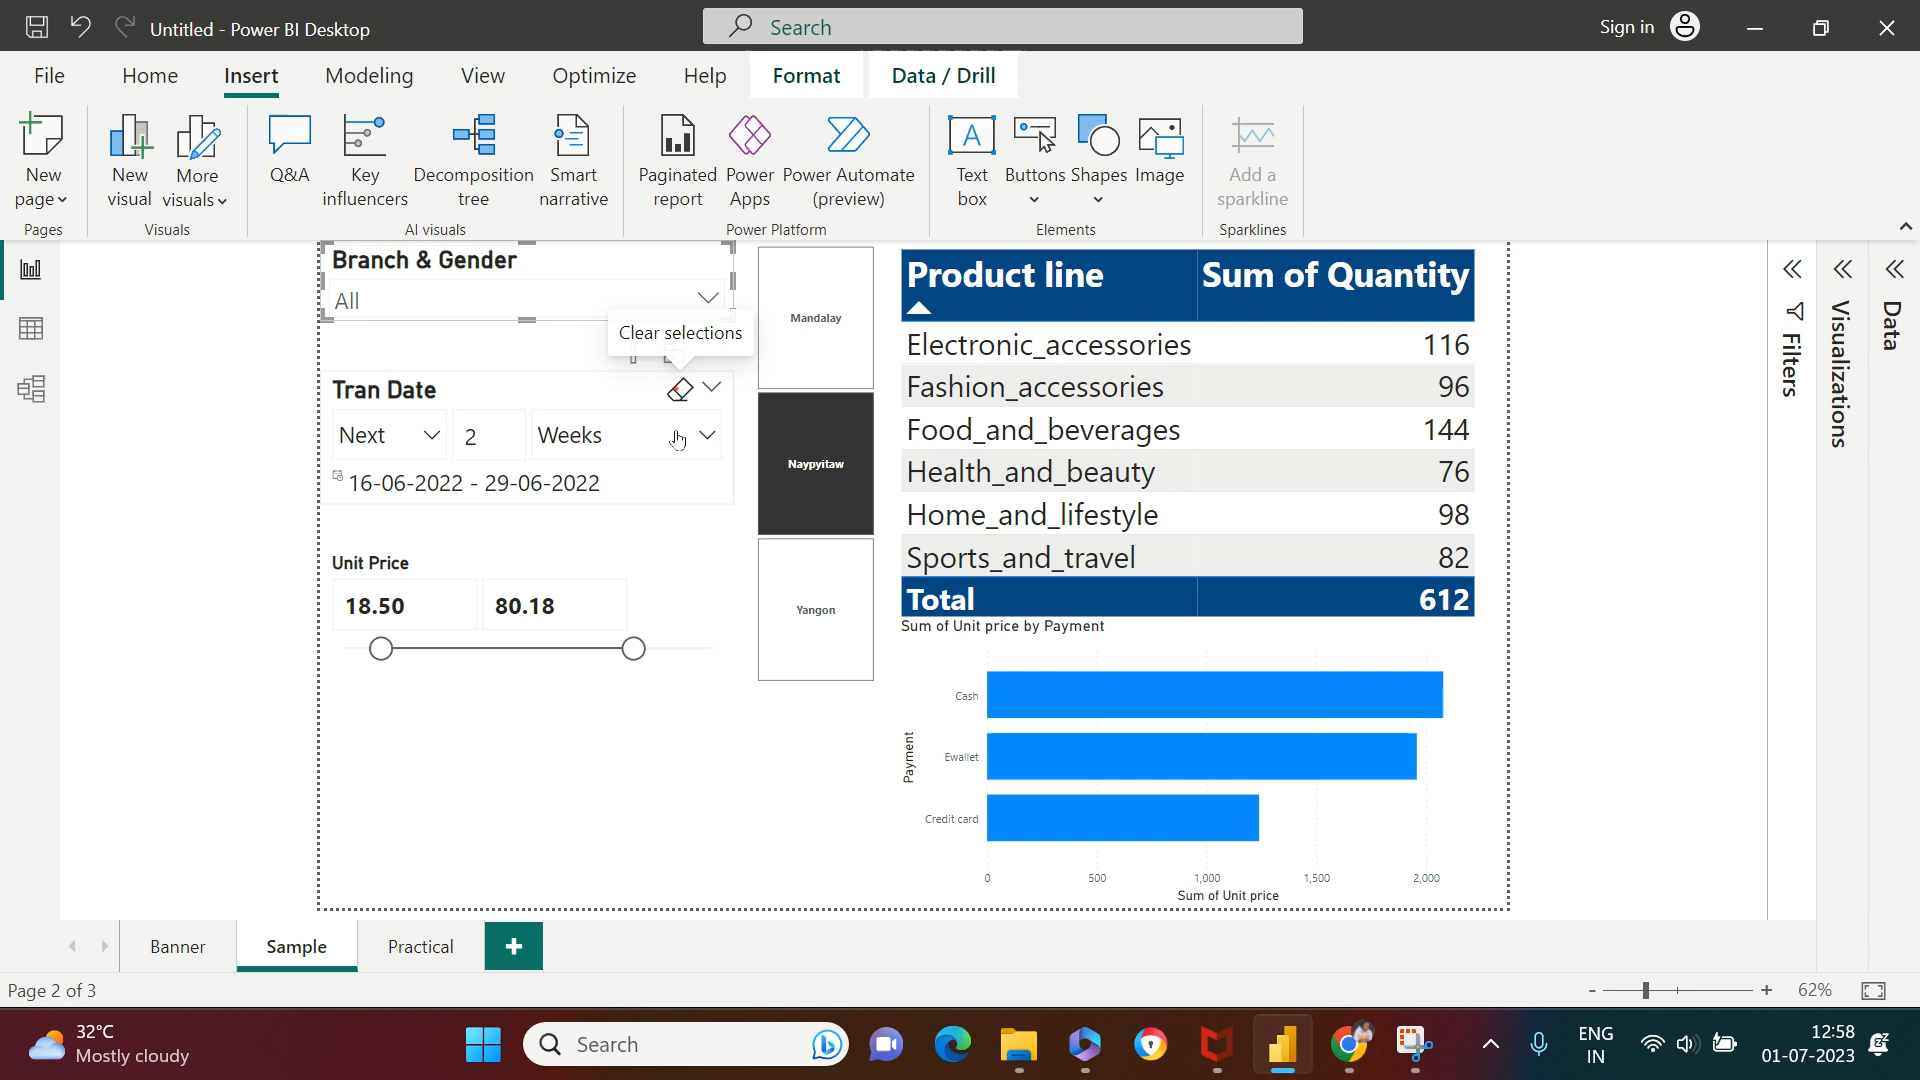 Untitled - Power BI Desktop
Search
Sign in
File Home Insert Modeling View Optimize Help Format Data / Drill
New page
New visual
More visuals
Q&A
Key influencers
Decomposition tree
Smart narrative
Paginated report
Power Apps
Power Automate (preview)
Text box
Buttons
Shapes
Image
Add a sparkline
Pages
Visuals
AI visuals
Power Platform
Elements
Sparklines
Branch & Gender
All
Clear selections
Tran Date
Next 2 Weeks
16-06-2022 - 29-06-2022
Unit Price
18.50 80.18
Mandalay
Naypyitaw
Yangon
Product line Sum of Quantity
Electronic_accessories 116
Fashion_accessories 96
Food_and_beverages 144
Health_and_beauty 76
Home_and_lifestyle 98
Sports_and_travel 82
Total 612
Sum of Unit price by Payment
Payment
Cash
Ewallet
Credit card
0 500 1,000 1,500 2,000
Sum of Unit price
Filters
Visualizations
Data
Banner Sample Practical
Page 2 of 3
- + 62%
32°C
Mostly cloudy
Search
ENG
IN
12:58
01-07-2023